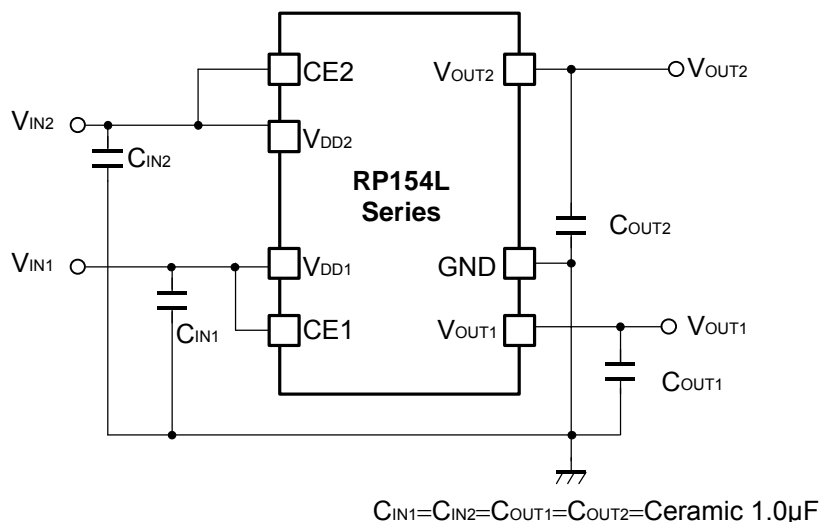 CE2
VOUT2
VOUT2
VIN2
CIN2
VDD2
RP154L
Series
COUT2
VIN1
VDD1
GND
CIN1
CE1
VOUT1
VOUT1
COUT1
CIN1=CIN2=COUT1=COUT2=Ceramic 1.0μF